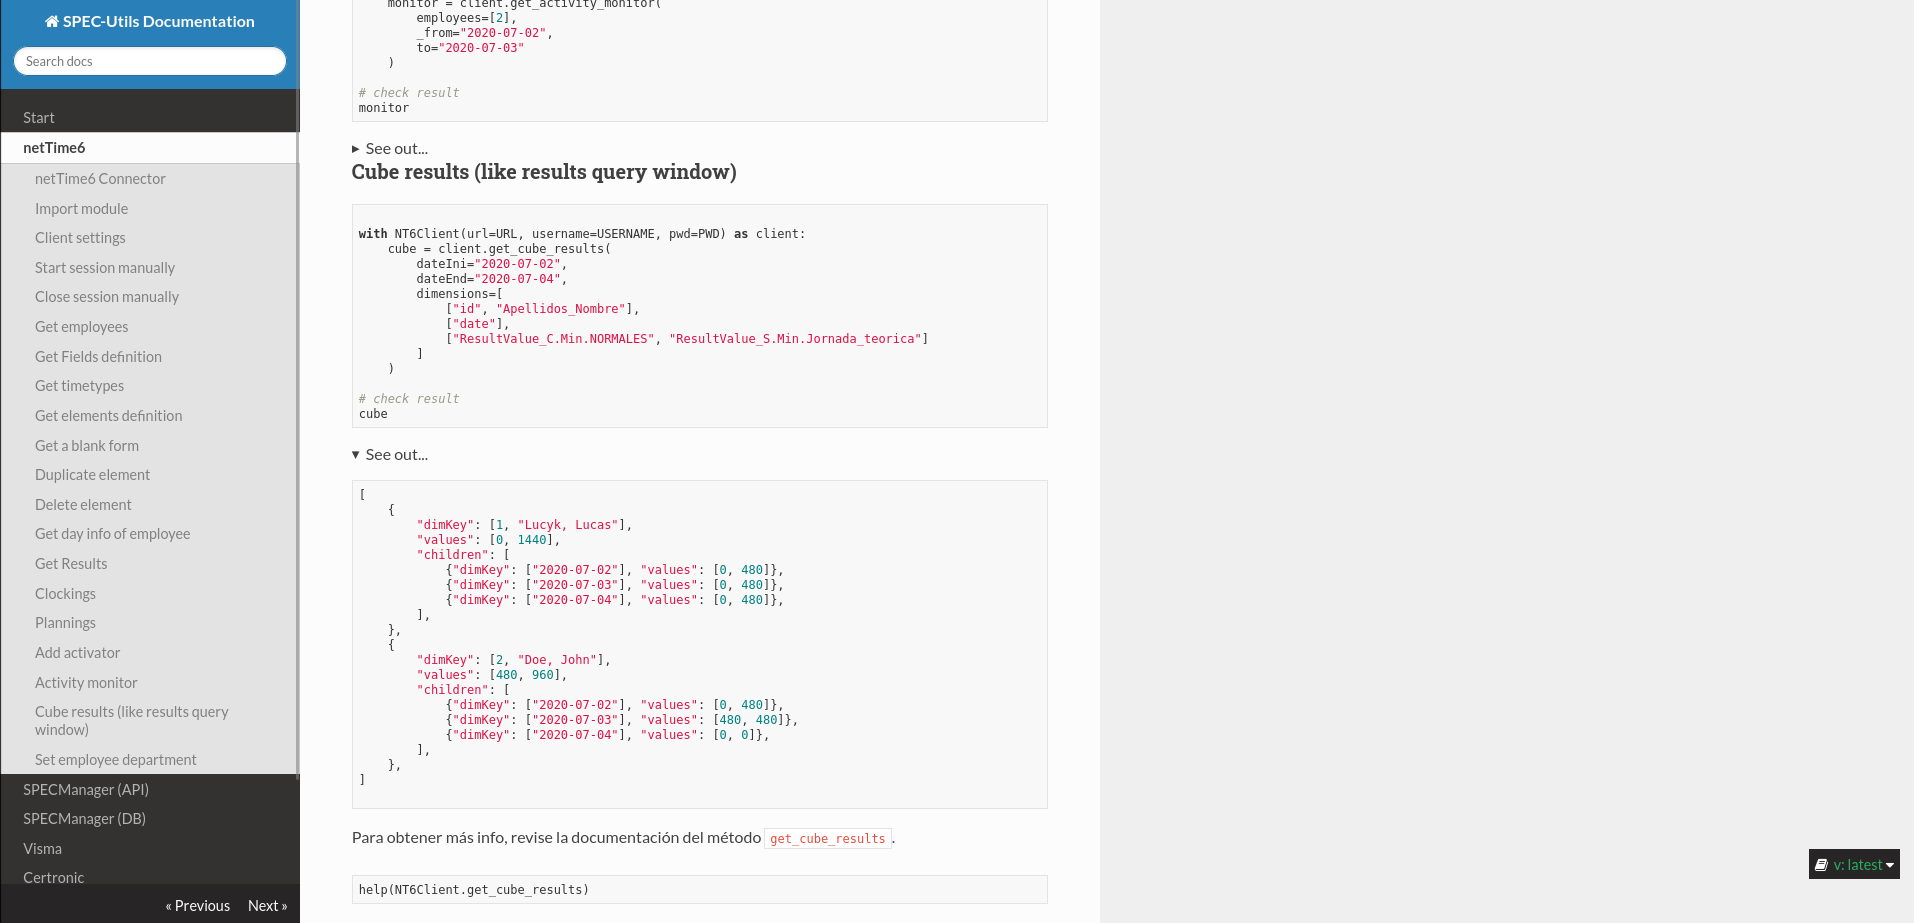 SPEC-Utils Documentation
Search docs
Start
netTime6
netTime6 Connector
Import module
Client settings
Start session manually
Close session manually
Get employees
Get Fields definition
Get timetypes
Get elements definition
Get a blank form
Duplicate element
Delete element
Get day info of employee
Get Results
Clockings
Plannings
Add activator
Activity monitor
Cube results (like results query
window)
Set employee department
SPECManager (API)
SPECManager (DB)
Visma
Certronic
« Previous Next »
monitor = client.get_activity_monitor(
employees=[2],
_from="2020-07-02",
to="2020-07-03"
)
# check result
monitor
▸ See out...
Cube results (like results query window)
with NT6Client(url=URL, username=USERNAME, pwd=PWD) as client:
cube = client.get_cube_results(
dateIni="2020-07-02",
dateEnd="2020-07-04",
dimensions=[
["id", "Apellidos_Nombre"],
["date"],
["ResultValue_C.Min.NORMALES", "ResultValue_S.Min.Jornada_teorica"]
]
)
# check result
cube
▾ See out...
[
{
"dimKey": [1, "Lucyk, Lucas"],
"values": [0, 1440],
"children": [
{"dimKey": ["2020-07-02"], "values": [0, 480]},
{"dimKey": ["2020-07-03"], "values": [0, 480]},
{"dimKey": ["2020-07-04"], "values": [0, 480]},
],
},
{
"dimKey": [2, "Doe, John"],
"values": [480, 960],
"children": [
{"dimKey": ["2020-07-02"], "values": [0, 480]},
{"dimKey": ["2020-07-03"], "values": [480, 480]},
{"dimKey": ["2020-07-04"], "values": [0, 0]},
],
},
]
Para obtener más info, revise la documentación del método get_cube_results.
help(NT6Client.get_cube_results)
v: latest